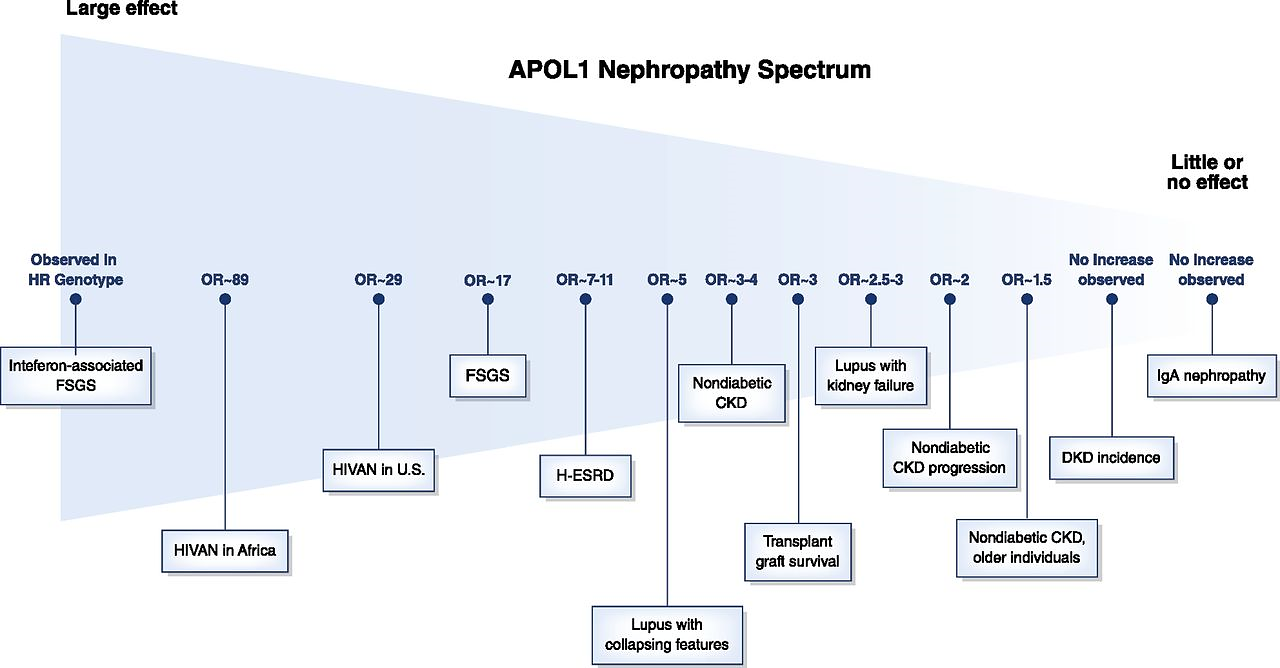 Large effect
APOL1 Nephropathy Spectrum
Little or
no effect
Observed in
HR Genotype
OR~89
OR~29
OR~17
OR~7-11
OR~5
OR~3-4
OR~3
OR~2.5-3
OR~2
OR~1.5
No Increase
observed
No Increase
observed
Inteferon-associated
FSGS
HIVAN in Africa
HIVAN in U.S.
FSGS
H-ESRD
Lupus with
collapsing features
Nondiabetic
CKD
Transplant
graft survival
Lupus with
kidney failure
Nondiabetic
CKD progression
Nondiabetic CKD,
older individuals
DKD incidence
IgA nephropathy